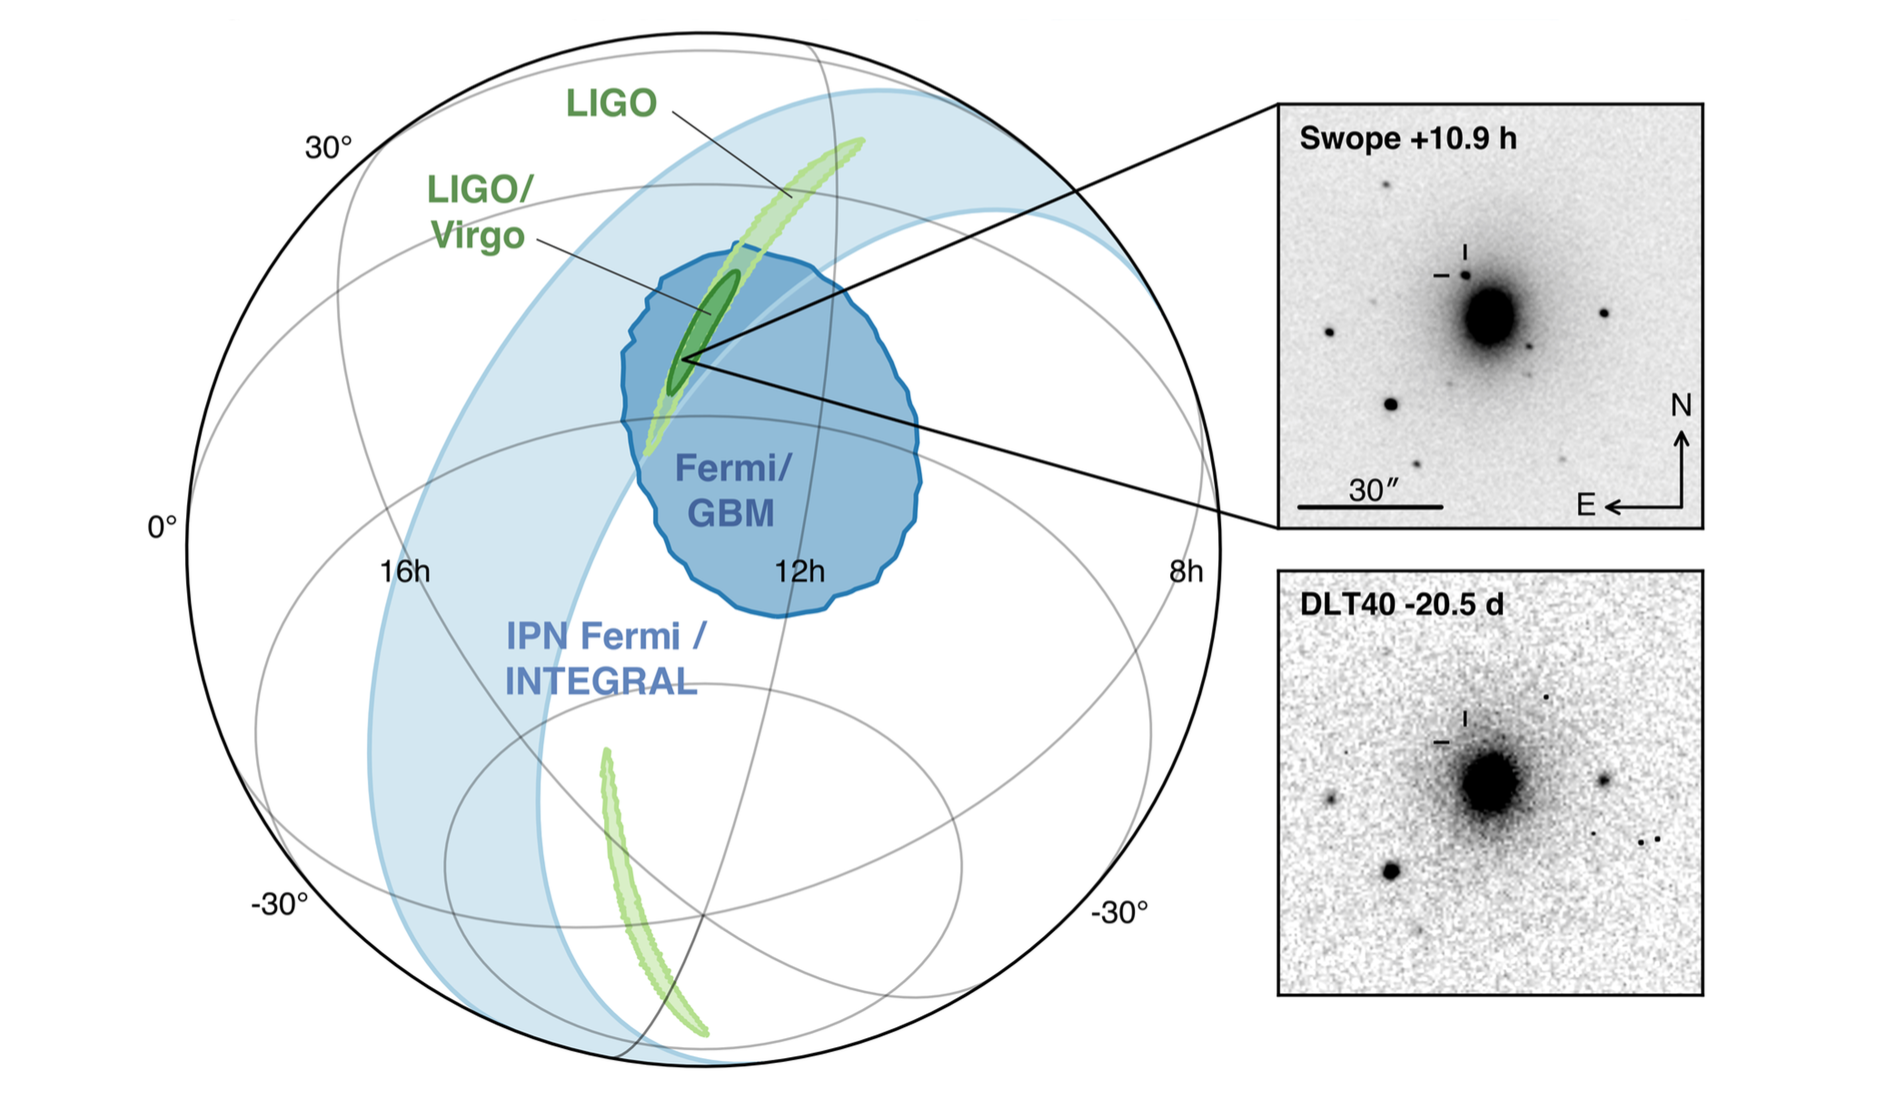 LIGO
30°
LIGO/
Virgo
0°
16h
12h
8h
Fermi/
GBM
IPN Fermi /
INTEGRAL
-30°
-30°
Swope +10.9 h
N
30″
E
DLT40 -20.5 d